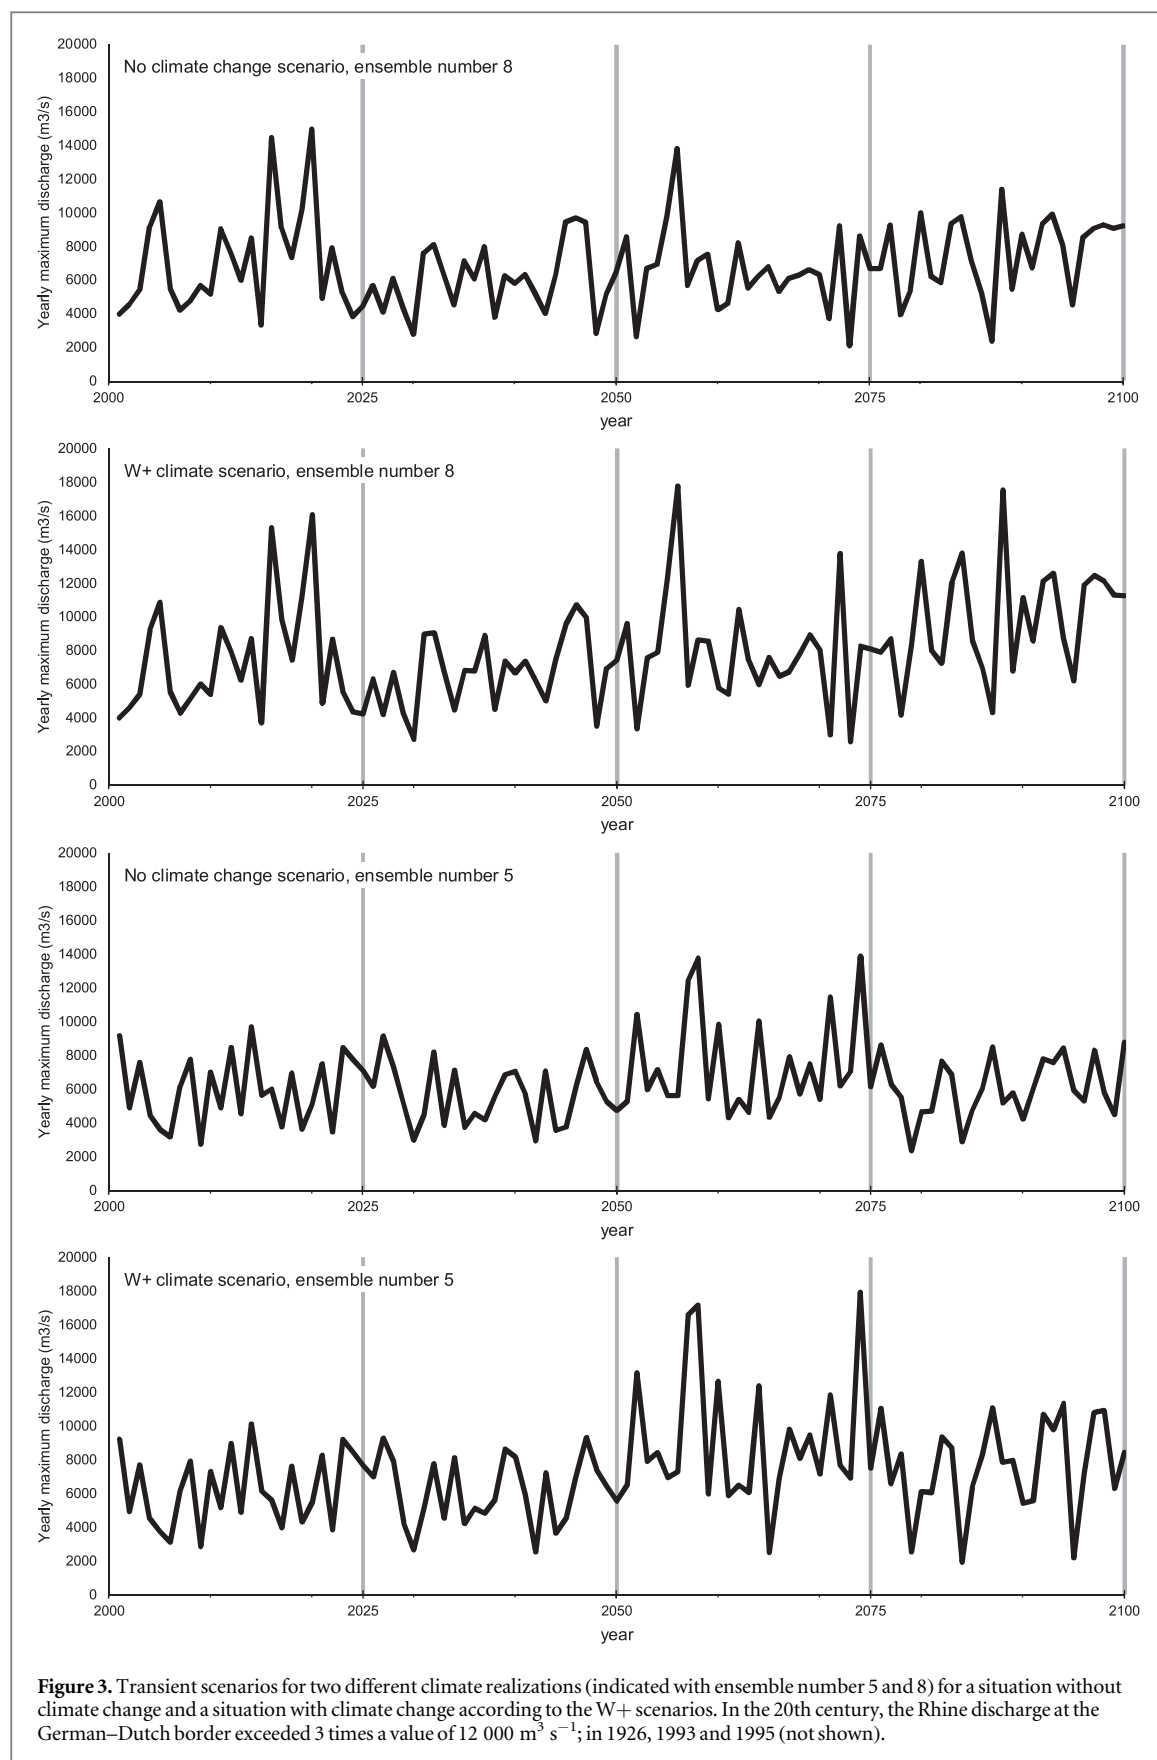 20000
No climate change scenario, ensemble number 8
18000
16000
14000
12000
10000
8000
6000
4000
2000
0
Yearly maximum discharge (m3/s)
2000 2025 2050 2075 2100
year
20000
W+ climate scenario, ensemble number 8
18000
16000
14000
12000
10000
8000
6000
4000
2000
0
Yearly maximum discharge (m3/s)
2000 2025 2050 2075 2100
year
20000
No climate change scenario, ensemble number 5
18000
16000
14000
12000
10000
8000
6000
4000
2000
0
Yearly maximum discharge (m3/s)
2000 2025 2050 2075 2100
year
20000
W+ climate scenario, ensemble number 5
18000
16000
14000
12000
10000
8000
6000
4000
2000
0
Yearly maximum discharge (m3/s)
2000 2025 2050 2075 2100
year
Figure 3. Transient scenarios for two different climate realizations (indicated with ensemble number 5 and 8) for a situation without
climate change and a situation with climate change according to the W+ scenarios. In the 20th century, the Rhine discharge at the
German–Dutch border exceeded 3 times a value of 12 000 m³ s⁻¹; in 1926, 1993 and 1995 (not shown).